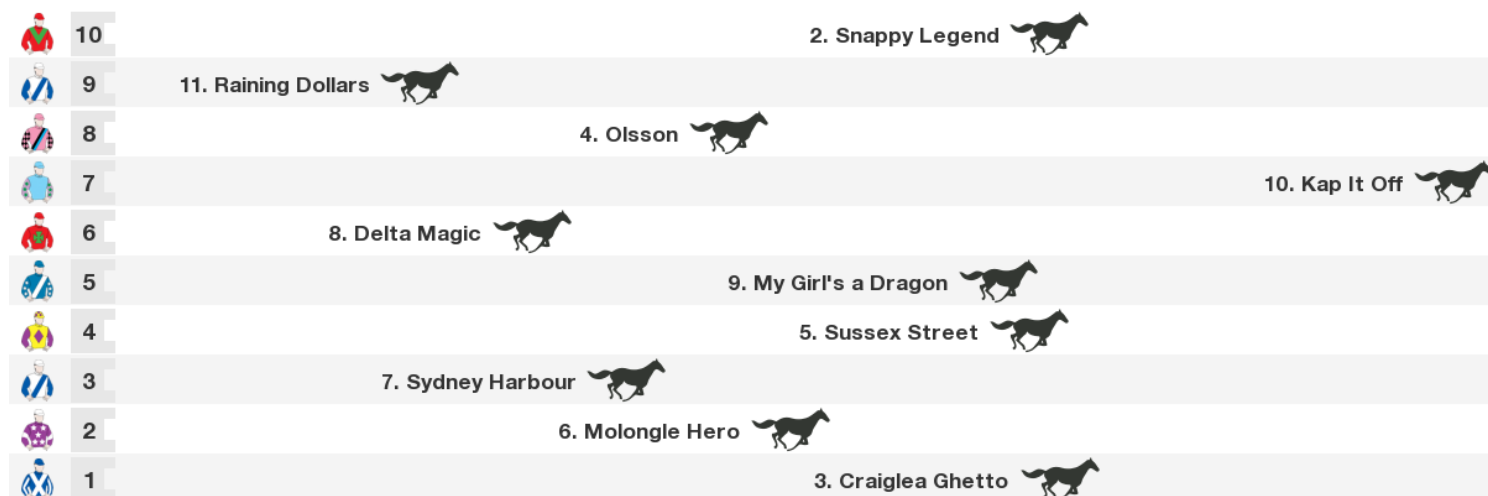 10 2. Snappy Legend
9 11. Raining Dollars
8 4. Olsson
7 10. Kap It Off
6 8. Delta Magic
5 9. My Girl's a Dragon
4 5. Sussex Street
3 7. Sydney Harbour
2 6. Molongle Hero
1 3. Craiglea Ghetto